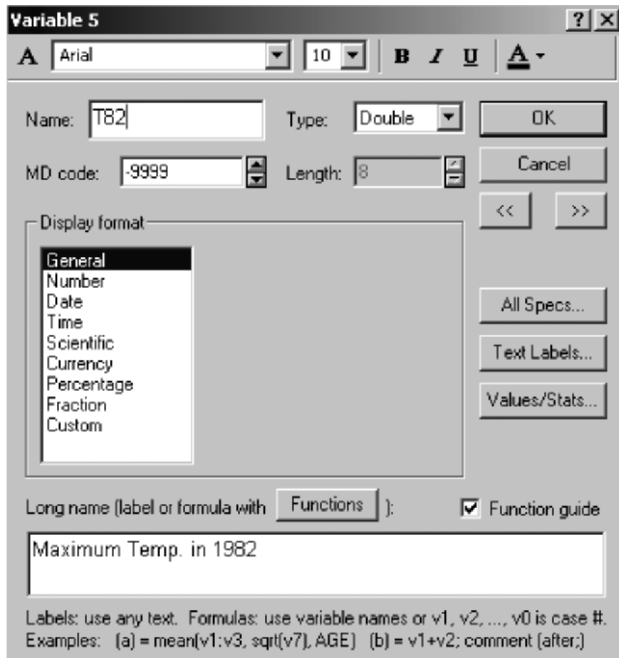 Variable 5 ? X
A Arial 10 B I U A
Name: T82 Type: Double OK
MD code: -9999 Length: 8 Cancel
<< >>
Display format
General
Number
Date
Time
Scientific
Currency
Percentage
Fraction
Custom
All Specs...
Text Labels...
Values/Stats...
Long name (label or formula with Functions ): Function guide
Maximum Temp. in 1982
Labels: use any text. Formulas: use variable names or v1, v2, ..., v0 is case #.
Examples: (a) = mean(v1:v3, sqrt(v7), AGE) (b) = v1+v2; comment (after;)